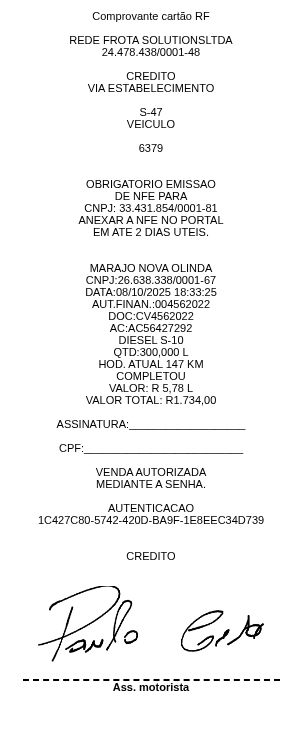 Comprovante cartão RF
REDE FROTA SOLUTIONSLTDA
24.478.438/0001-48
CREDITO
VIA ESTABELECIMENTO
S-47
VEICULO
6379
OBRIGATORIO EMISSAO
DE NFE PARA
CNPJ: 33.431.854/0001-81
ANEXAR A NFE NO PORTAL
EM ATE 2 DIAS UTEIS.
MARAJO NOVA OLINDA
CNPJ:26.638.338/0001-67
DATA:08/10/2025 18:33:25
AUT.FINAN.:004562022
DOC:CV4562022
AC:AC56427292
DIESEL S-10
QTD:300,000 L
HOD. ATUAL 147 KM
COMPLETOU
VALOR: R 5,78 L
VALOR TOTAL: R1.734,00
ASSINATURA:___________________
CPF:__________________________
VENDA AUTORIZADA
MEDIANTE A SENHA.
AUTENTICACAO
1C427C80-5742-420D-BA9F-1E8EEC34D739
CREDITO
Paulo
Ass. motorista